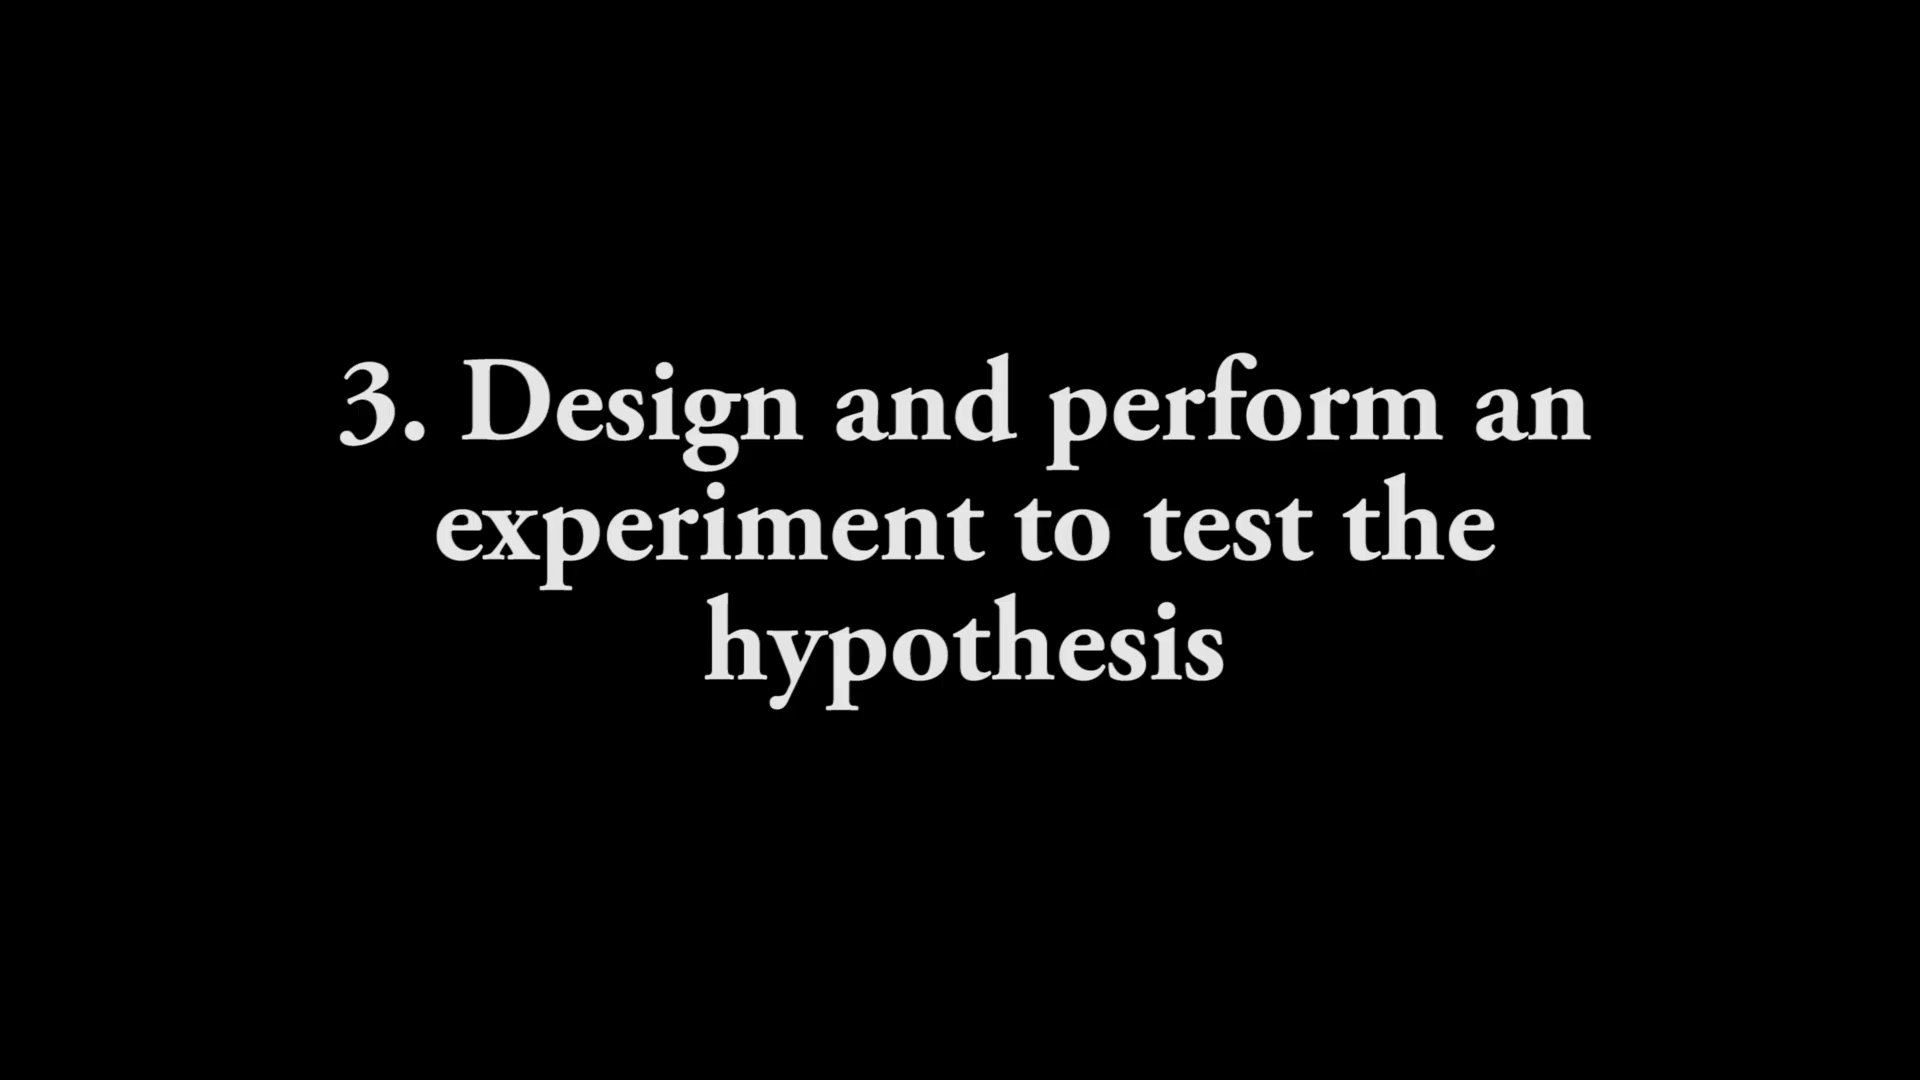 3. Design and perform an
experiment to test the
hypothesis